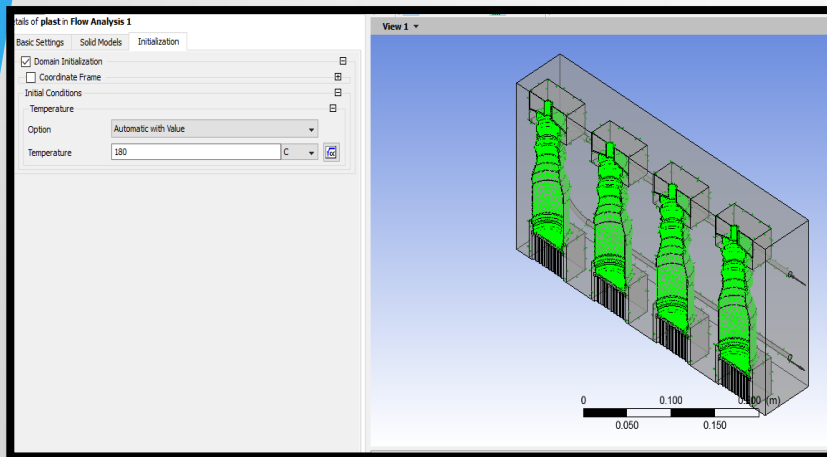 tails of plast in Flow Analysis 1
Basic Settings Solid Models Initialization
Domain Initialization
Coordinate Frame
Initial Conditions
Temperature
Option Automatic with Value
Temperature 180 C
View 1
0 0.100 0.200 (m)
0.050 0.150